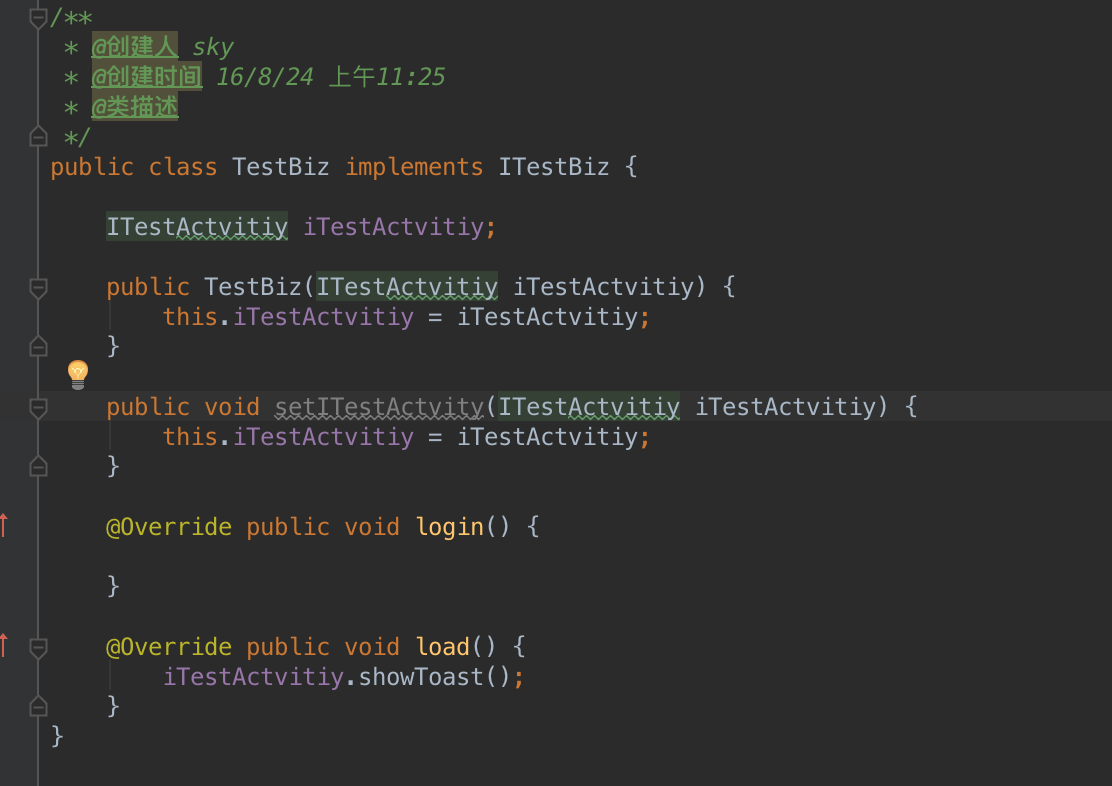 /**
 * @创建人 sky
 * @创建时间 16/8/24 上午11:25
 * @类描述
 */
public class TestBiz implements ITestBiz {
ITestActvitiy iTestActvitiy;
public TestBiz(ITestActvitiy iTestActvitiy) {
this.iTestActvitiy = iTestActvitiy;
}
public void setITestActvity(ITestActvitiy iTestActvitiy) {
this.iTestActvitiy = iTestActvitiy;
}
@Override public void login() {
}
@Override public void load() {
iTestActvitiy.showToast();
}
}